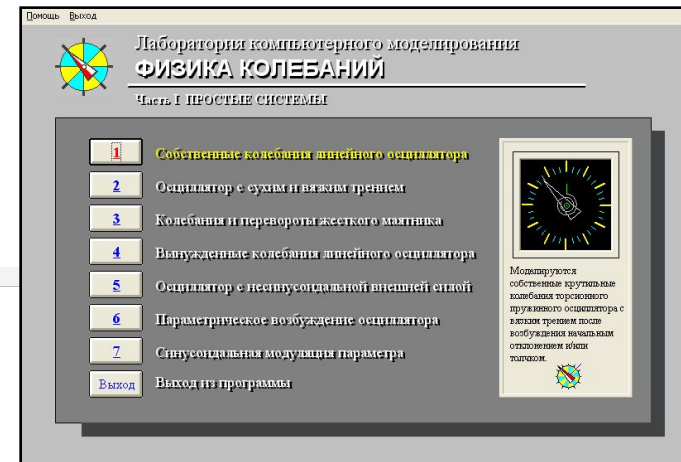 Помощь Выход
Лаборатория компьютерного моделирования
ФИЗИКА КОЛЕБАНИЙ
Часть I ПРОСТЫЕ СИСТЕМЫ
1 Собственные колебания линейного осциллятора
2 Осциллятор с сухим и вязким трением
3 Колебания и перевороты жесткого маятника
4 Вынужденные колебания линейного осциллятора
5 Осциллятор с несинусоидальной внешней силой
6 Параметрическое возбуждение осциллятора
7 Синусоидальная модуляция параметра
Выход Выход из программы
Моделируются
собственные крутильные
колебания торсионного
пружинного осциллятора с
вязким трением после
возбуждения начальным
отклонением и/или
толчком.